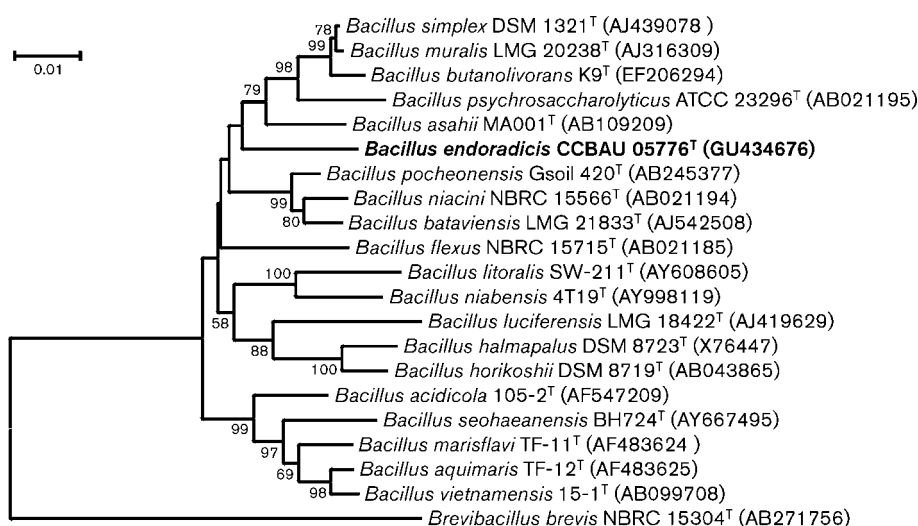 78
Bacillus simplex DSM 1321ᵀ (AJ439078 )
99
Bacillus muralis LMG 20238ᵀ (AJ316309)
0.01
98
Bacillus butanolivorans K9ᵀ (EF206294)
79
Bacillus psychrosaccharolyticus ATCC 23296ᵀ (AB021195)
Bacillus asahii MA001ᵀ (AB109209)
Bacillus endoradicis CCBAU 05776ᵀ (GU434676)
Bacillus pocheonensis Gsoil 420ᵀ (AB245377)
99
Bacillus niacini NBRC 15566ᵀ (AB021194)
80
Bacillus bataviensis LMG 21833ᵀ (AJ542508)
Bacillus flexus NBRC 15715ᵀ (AB021185)
100
Bacillus litoralis SW-211ᵀ (AY608605)
Bacillus niabensis 4T19ᵀ (AY998119)
58
Bacillus luciferensis LMG 18422ᵀ (AJ419629)
88
Bacillus halmapalus DSM 8723ᵀ (X76447)
100
Bacillus horikoshii DSM 8719ᵀ (AB043865)
Bacillus acidicola 105-2ᵀ (AF547209)
99
Bacillus seohaeanensis BH724ᵀ (AY667495)
97
Bacillus marisflavi TF-11ᵀ (AF483624 )
69
Bacillus aquimaris TF-12ᵀ (AF483625)
98
Bacillus vietnamensis 15-1ᵀ (AB099708)
Brevibacillus brevis NBRC 15304ᵀ (AB271756)